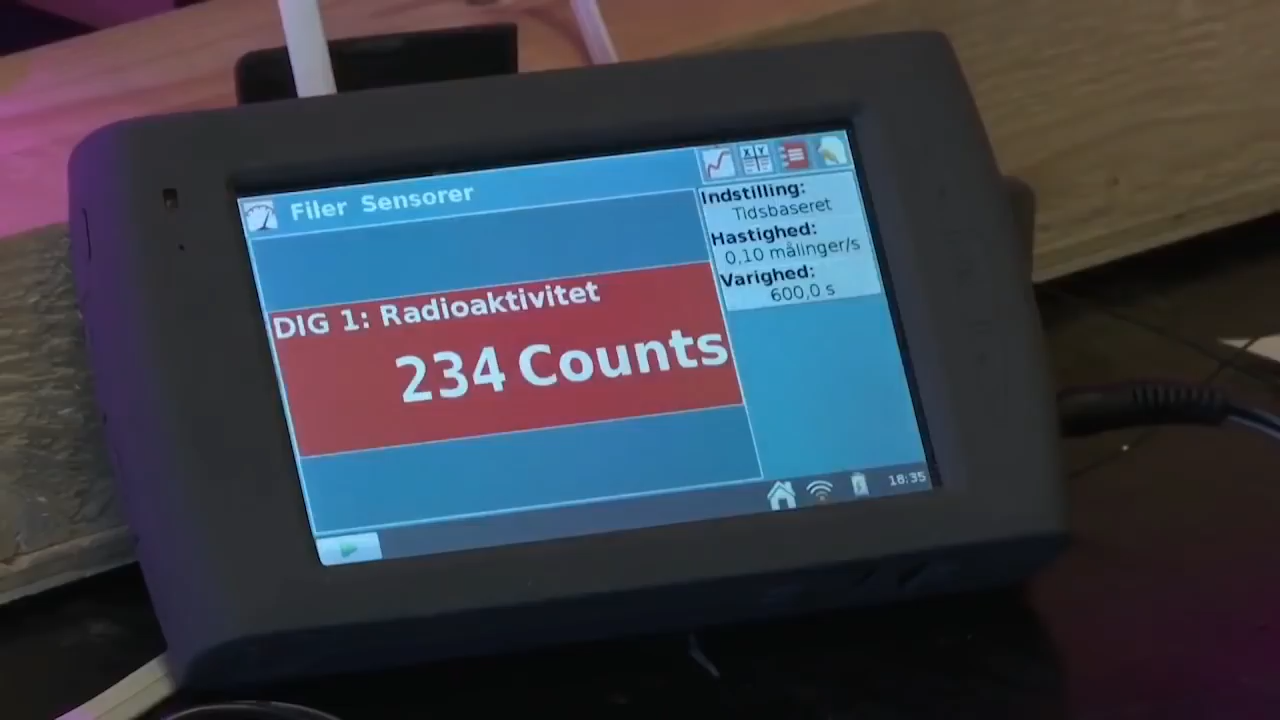 Filer Sensorer
X Y
DIG 1: Radioaktivitet
234 Counts
Indstilling:
Tidsbaseret
Hastighed:
0,10 målinger/s
Varighed:
600,0 s
18:35